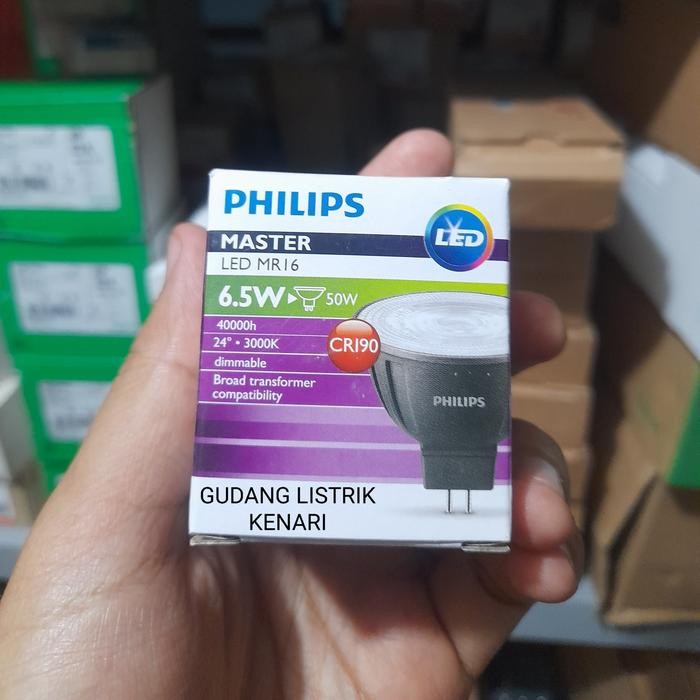 PHILIPS
LED
MASTER
LED MR16
6.5W 50W
40000h
24° • 3000K
CRI90
dimmable
Broad transformer
compatibility
PHILIPS
GUDANG LISTRIK
KENARI